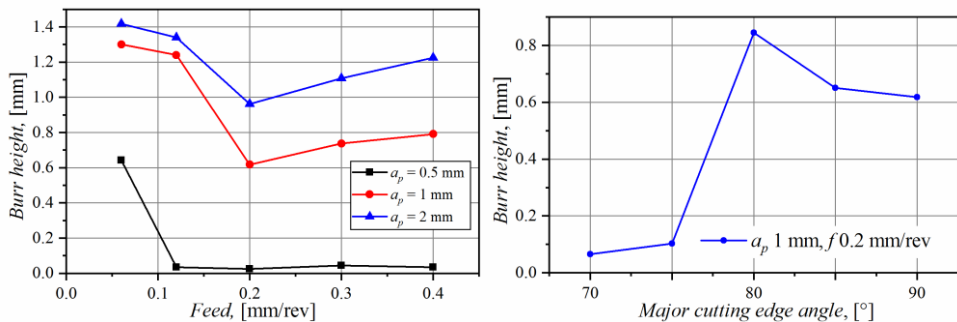 1.4
1.2
1.0
0.8
0.6
0.4
0.2
0.0
Burr height, [mm]
0.0 0.1 0.2 0.3 0.4
Feed, [mm/rev]
aₚ = 0.5 mm
aₚ = 1 mm
aₚ = 2 mm
0.8
0.6
0.4
0.2
0.0
Burr height, [mm]
70 75 80 85 90
Major cutting edge angle, [°]
aₚ 1 mm, f 0.2 mm/rev